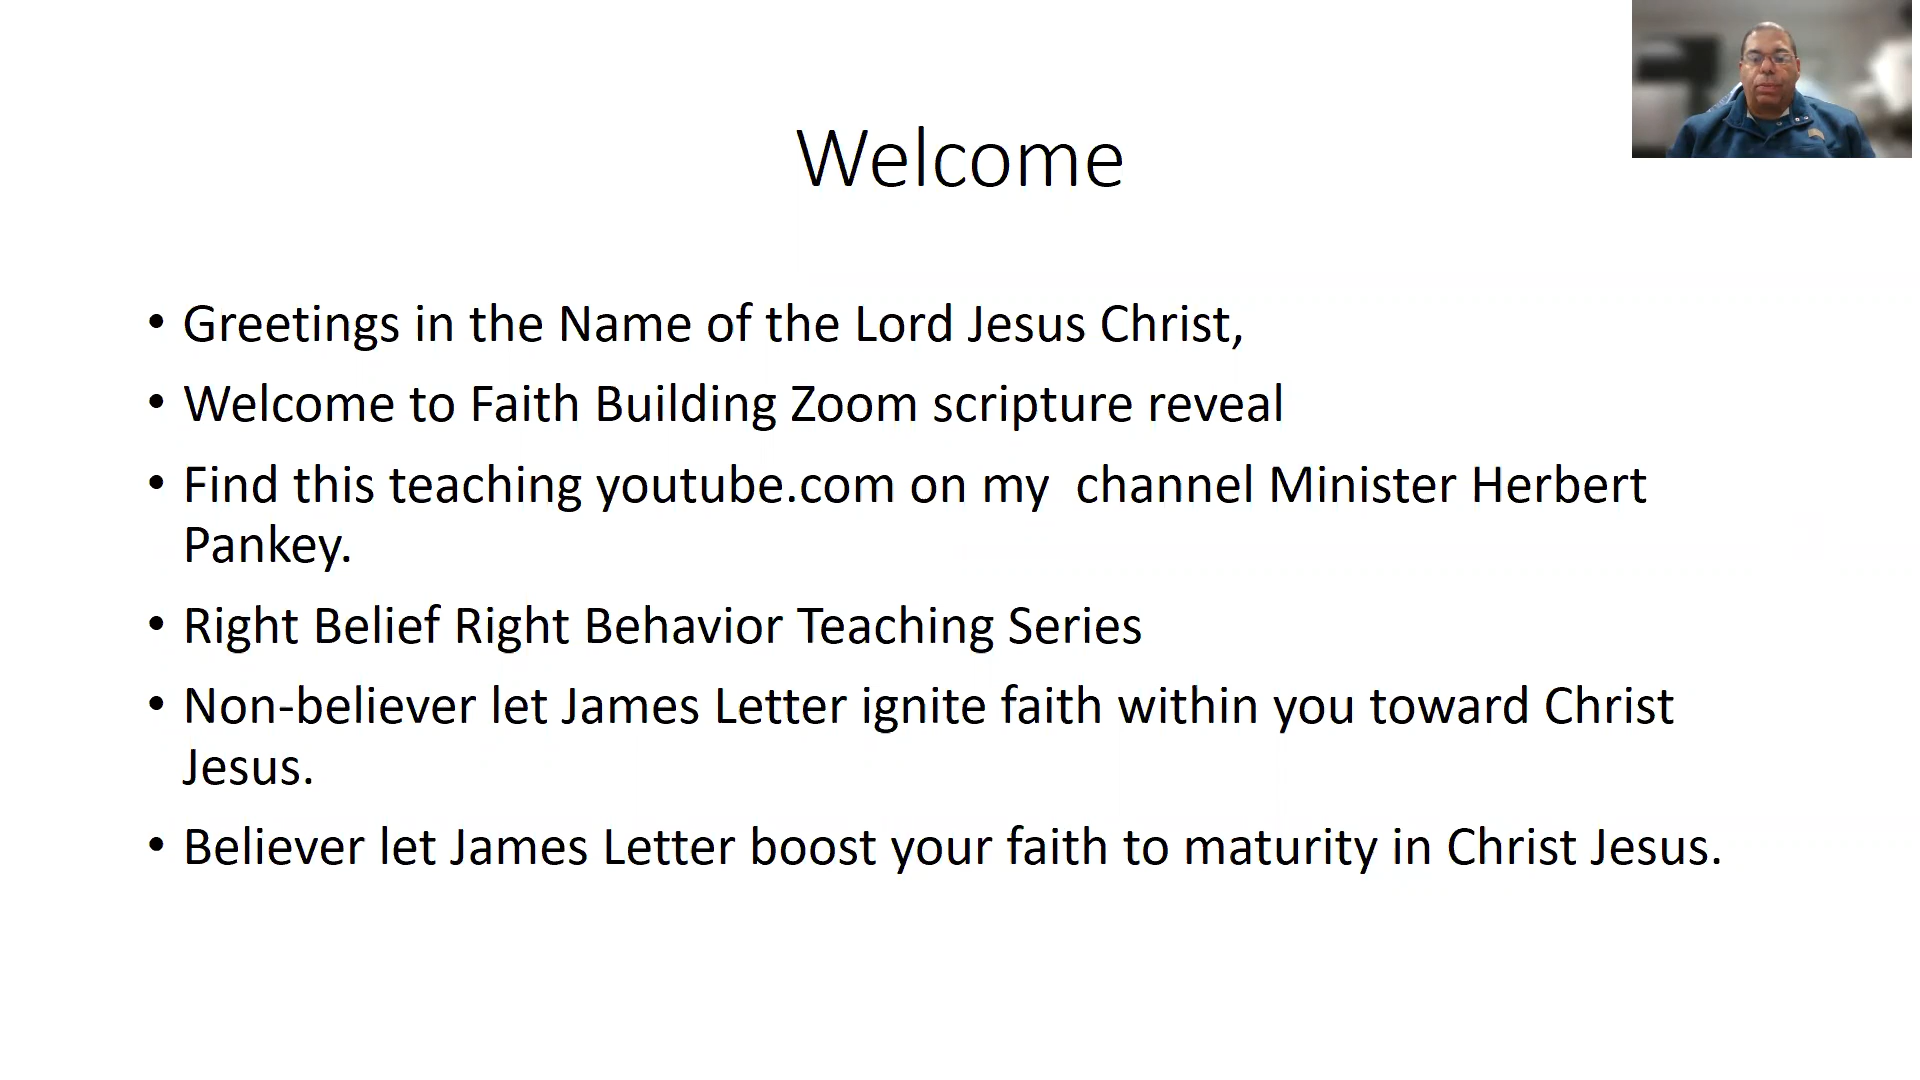 Welcome
• Greetings in the Name of the Lord Jesus Christ,
• Welcome to Faith Building Zoom scripture reveal
• Find this teaching youtube.com on my  channel Minister Herbert
Pankey.
• Right Belief Right Behavior Teaching Series
• Non-believer let James Letter ignite faith within you toward Christ
Jesus.
• Believer let James Letter boost your faith to maturity in Christ Jesus.